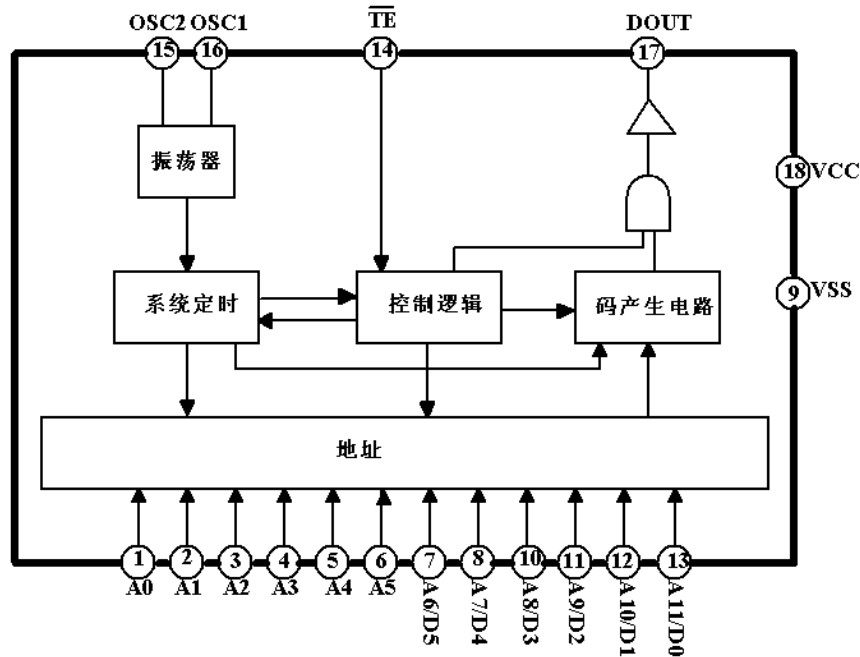 OSC2 OSC1
TE
DOUT
15
16
14
17
振荡器
18 VCC
系统定时
控制逻辑
码产生电路
9 VSS
地址
1
2
3
4
5
6
7
8
10
11
12
13
A0
A1
A2
A3
A4
A5
A6/D5
A7/D4
A8/D3
A9/D2
A10/D1
A11/D0